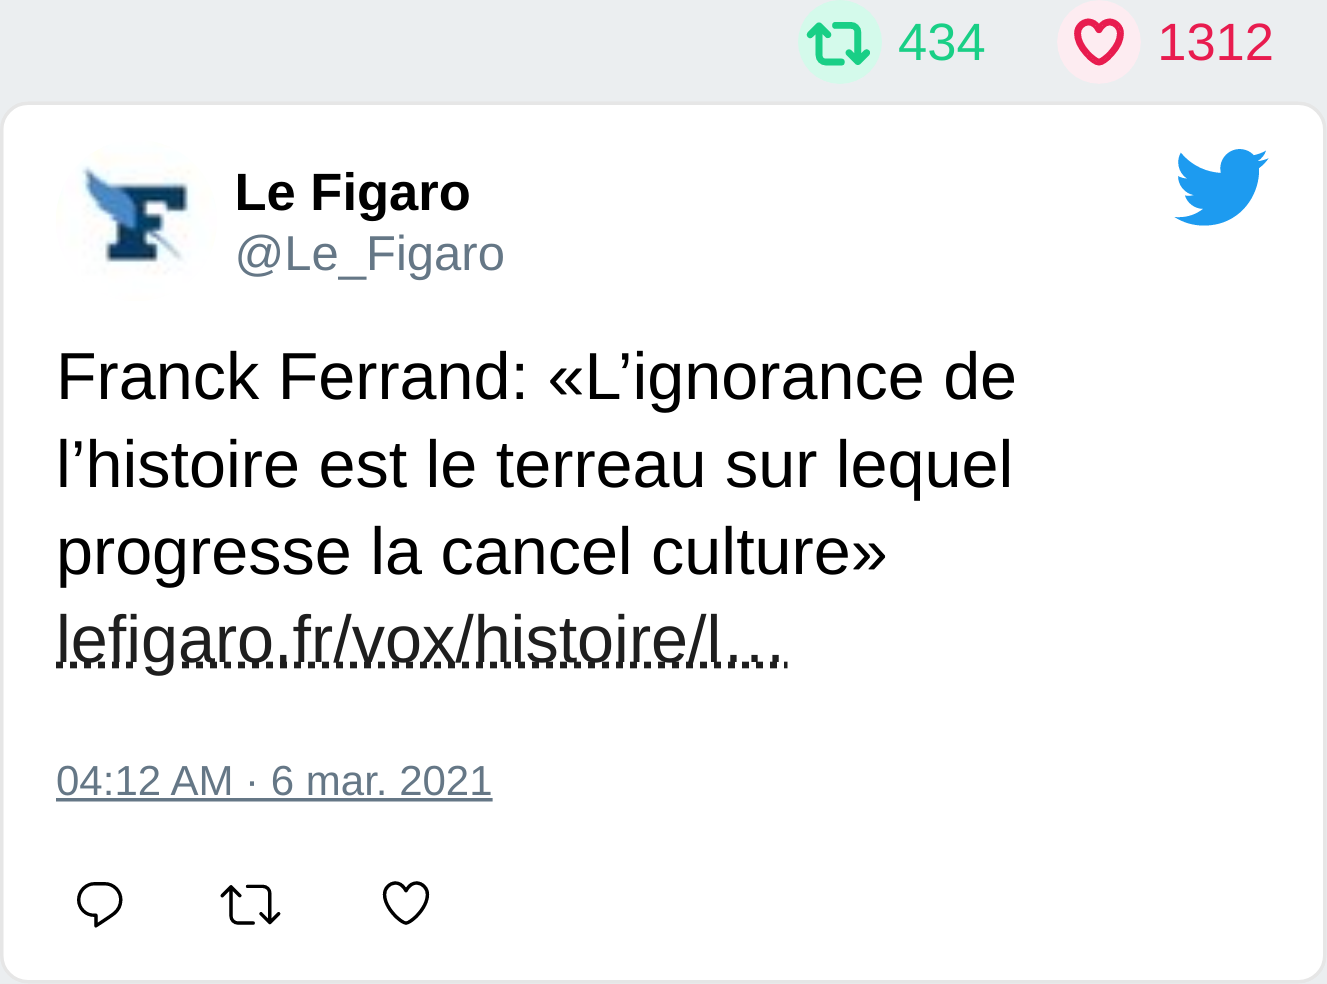 434 1312
Le Figaro
@Le_Figaro
Franck Ferrand: «L’ignorance de
l’histoire est le terreau sur lequel
progresse la cancel culture»
lefigaro.fr/vox/histoire/l…
04:12 AM · 6 mar. 2021